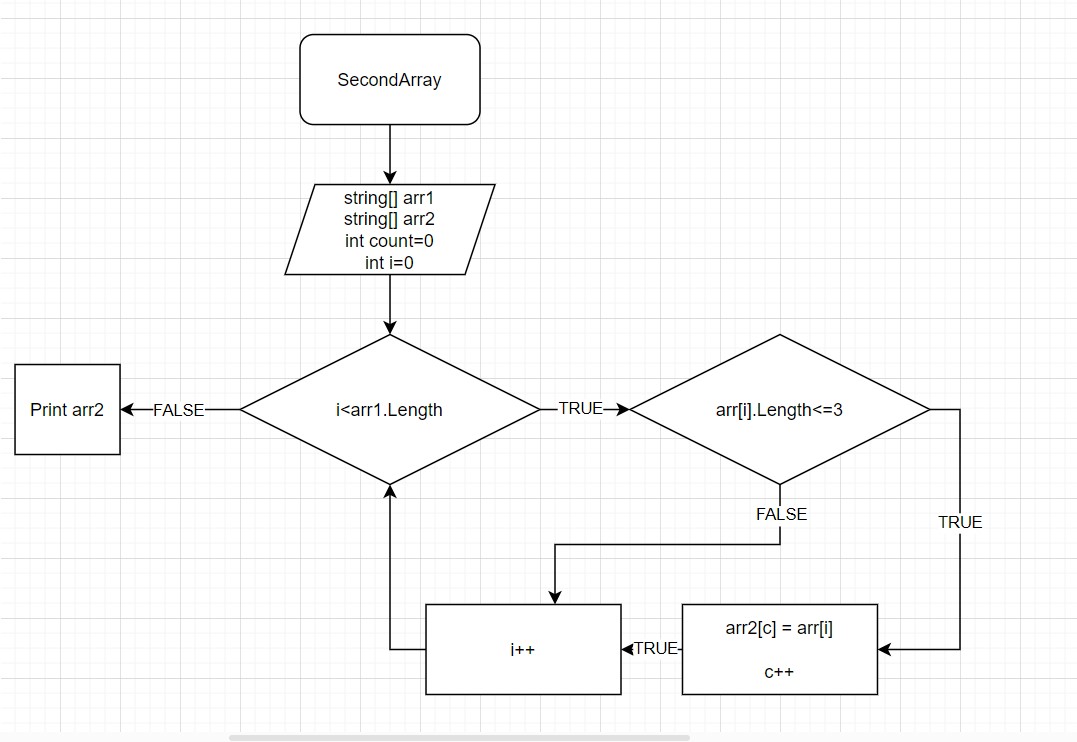 SecondArray
string[] arr1
string[] arr2
int count=0
int i=0
Print arr2
FALSE
i<arr1.Length
TRUE
arr[i].Length<=3
FALSE
TRUE
i++
TRUE
arr2[c] = arr[i]
c++